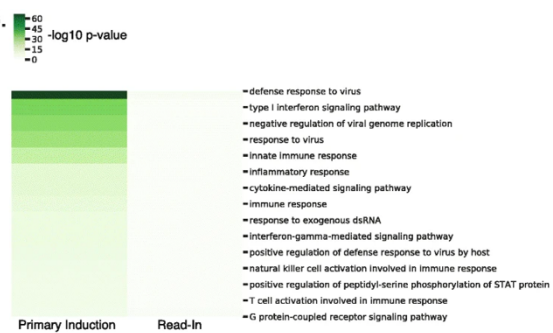 60
45
30
15
0
-log10 p-value
defense response to virus
type I interferon signaling pathway
negative regulation of viral genome replication
response to virus
innate immune response
inflammatory response
cytokine-mediated signaling pathway
immune response
response to exogenous dsRNA
interferon-gamma-mediated signaling pathway
positive regulation of defense response to virus by host
natural killer cell activation involved in immune response
positive regulation of peptidyl-serine phosphorylation of STAT protein
T cell activation involved in immune response
G protein-coupled receptor signaling pathway
Primary Induction Read-In